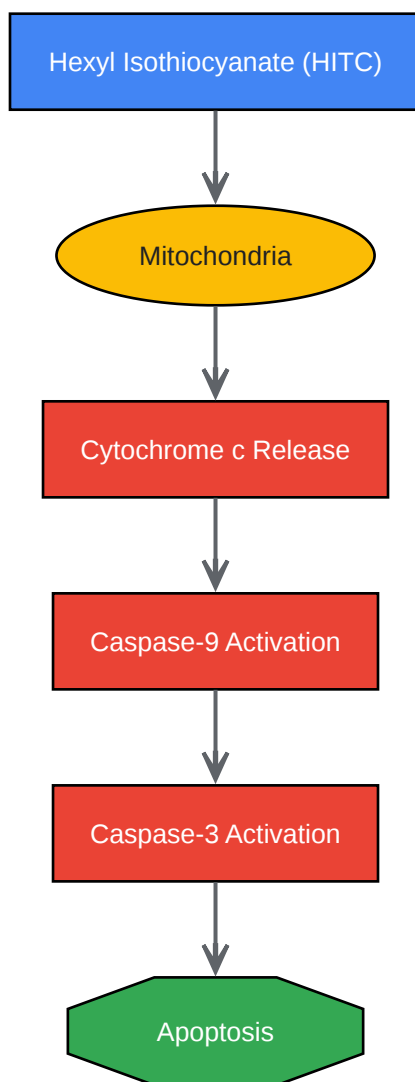 Hexyl Isothiocyanate (HITC)
Mitochondria
Cytochrome c Release
Caspase-9 Activation
Caspase-3 Activation
Apoptosis